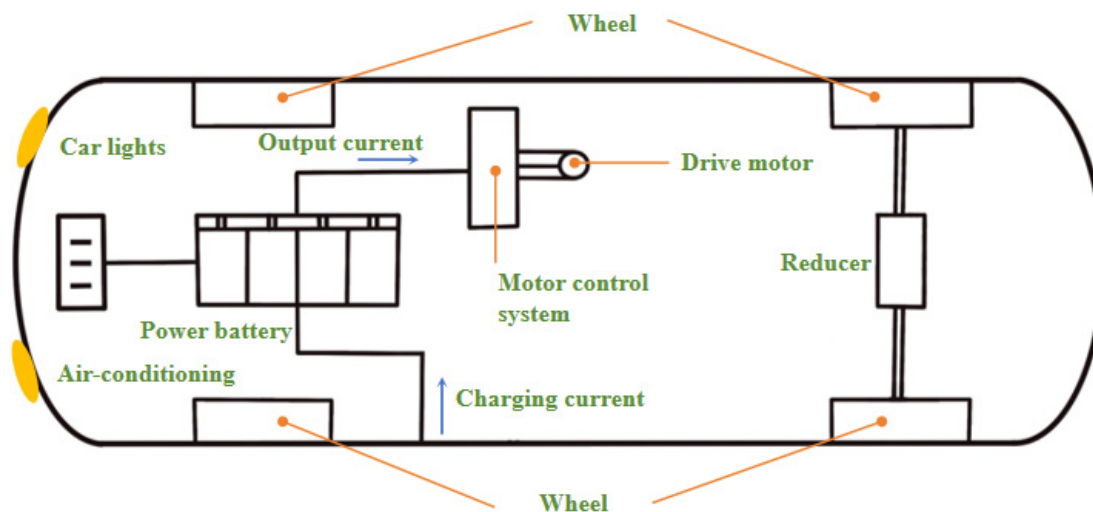 Wheel
Car lights
Output current
Drive motor
Reducer
Motor control
system
Power battery
Air-conditioning
Charging current
Wheel